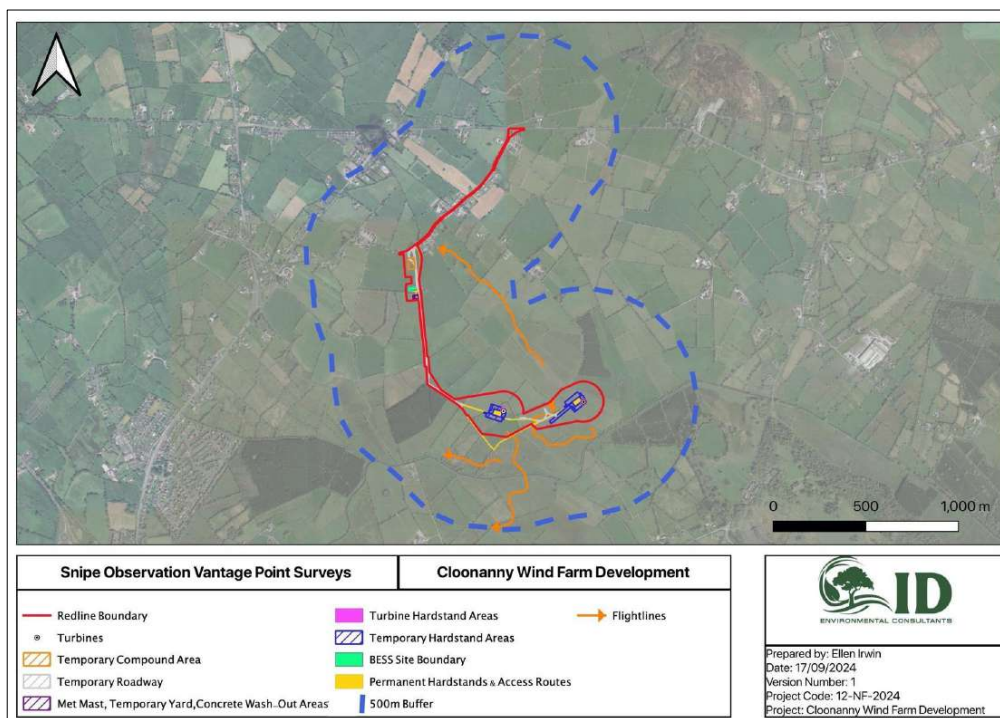 0 500 1,000 m
Snipe Observation Vantage Point Surveys
Cloonanny Wind Farm Development
Redline Boundary
Turbines
Temporary Compound Area
Temporary Roadway
Met Mast, Temporary Yard,Concrete Wash-Out Areas
Turbine Hardstand Areas
Temporary Hardstand Areas
BESS Site Boundary
Permanent Hardstands & Access Routes
500m Buffer
Flightlines
ID
ENVIRONMENTAL CONSULTANTS
Prepared by: Ellen Irwin
Date: 17/09/2024
Version Number: 1
Project Code: 12-NF-2024
Project: Cloonanny Wind Farm Development